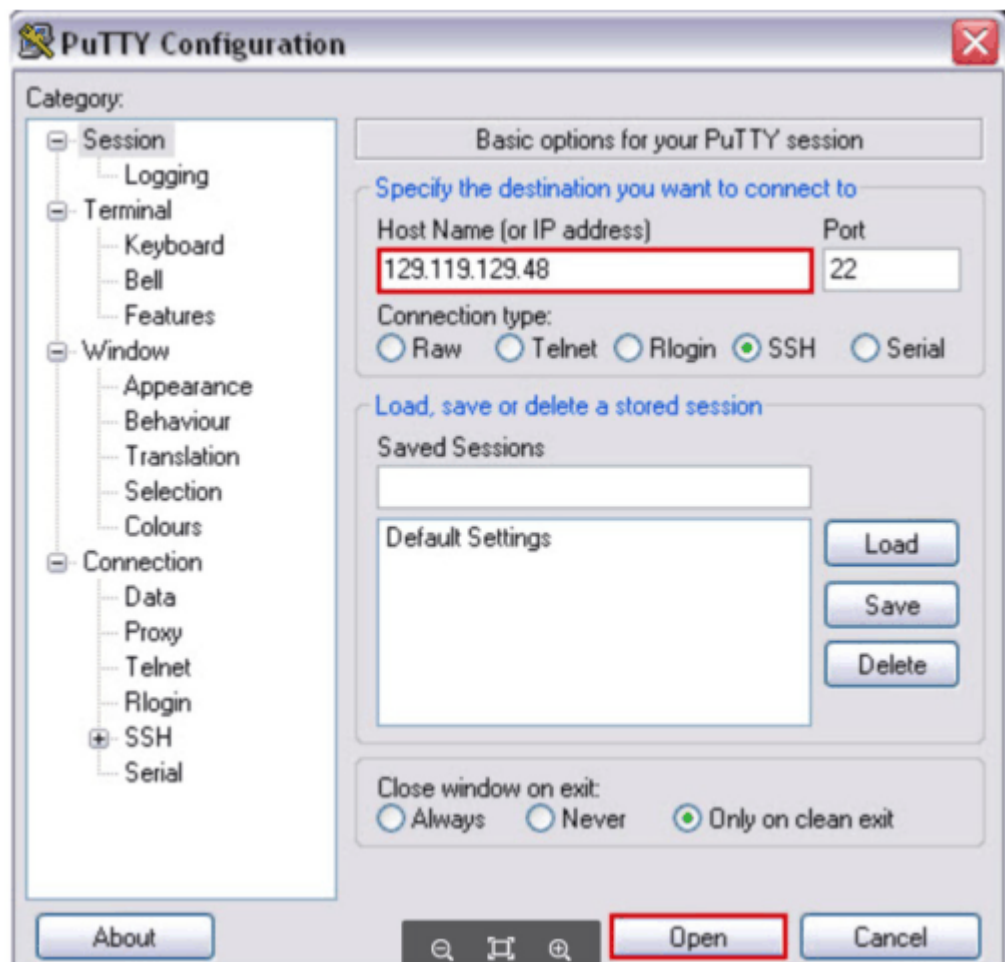 PuTTY Configuration
Category:
Session
Logging
Terminal
Keyboard
Bell
Features
Window
Appearance
Behaviour
Translation
Selection
Colours
Connection
Data
Proxy
Telnet
Rlogin
SSH
Serial
Basic options for your PuTTY session
Specify the destination you want to connect to
Host Name (or IP address) Port
129.119.129.48 22
Connection type:
Raw Telnet Rlogin SSH Serial
Load, save or delete a stored session
Saved Sessions
Default Settings
Load
Save
Delete
Close window on exit:
Always Never Only on clean exit
About Open Cancel